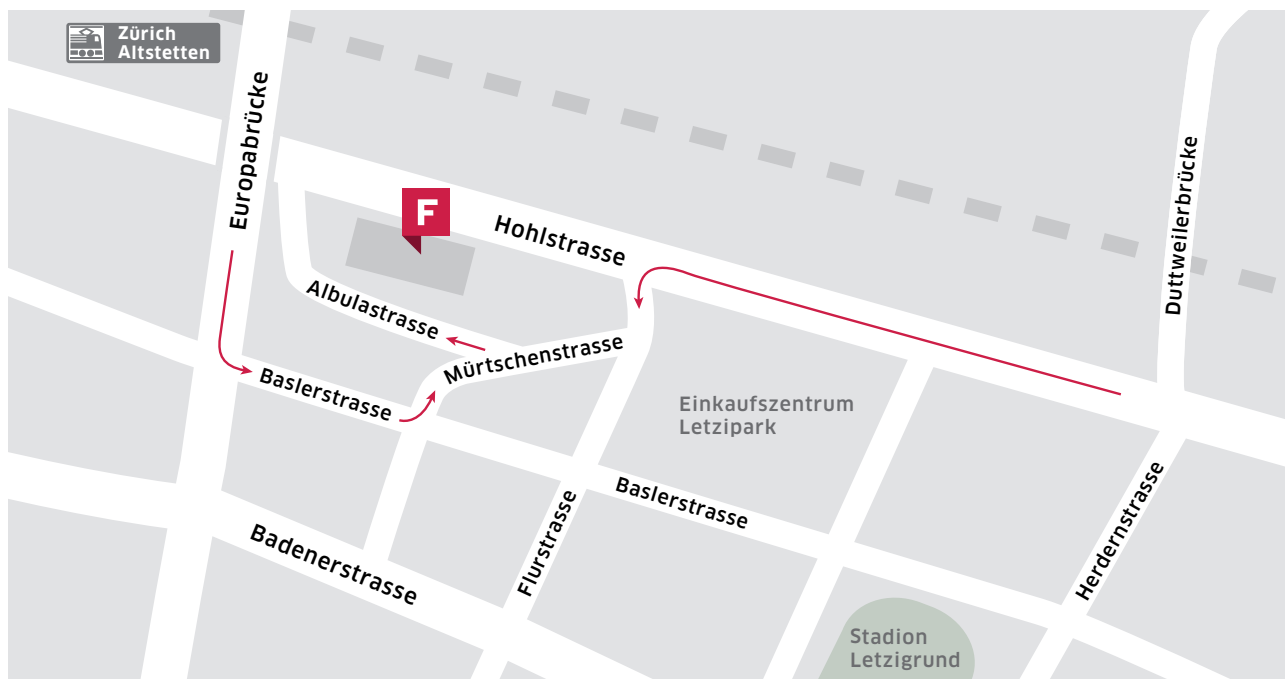 Zürich
Altstetten
Europabrücke
F
Hohlstrasse
Duttweilerbrücke
Albulastrasse
Mürtschenstrasse
Baslerstrasse
Einkaufszentrum
Letzipark
Baslerstrasse
Flurstrasse
Herdernstrasse
Badenerstrasse
Stadion
Letzigrund